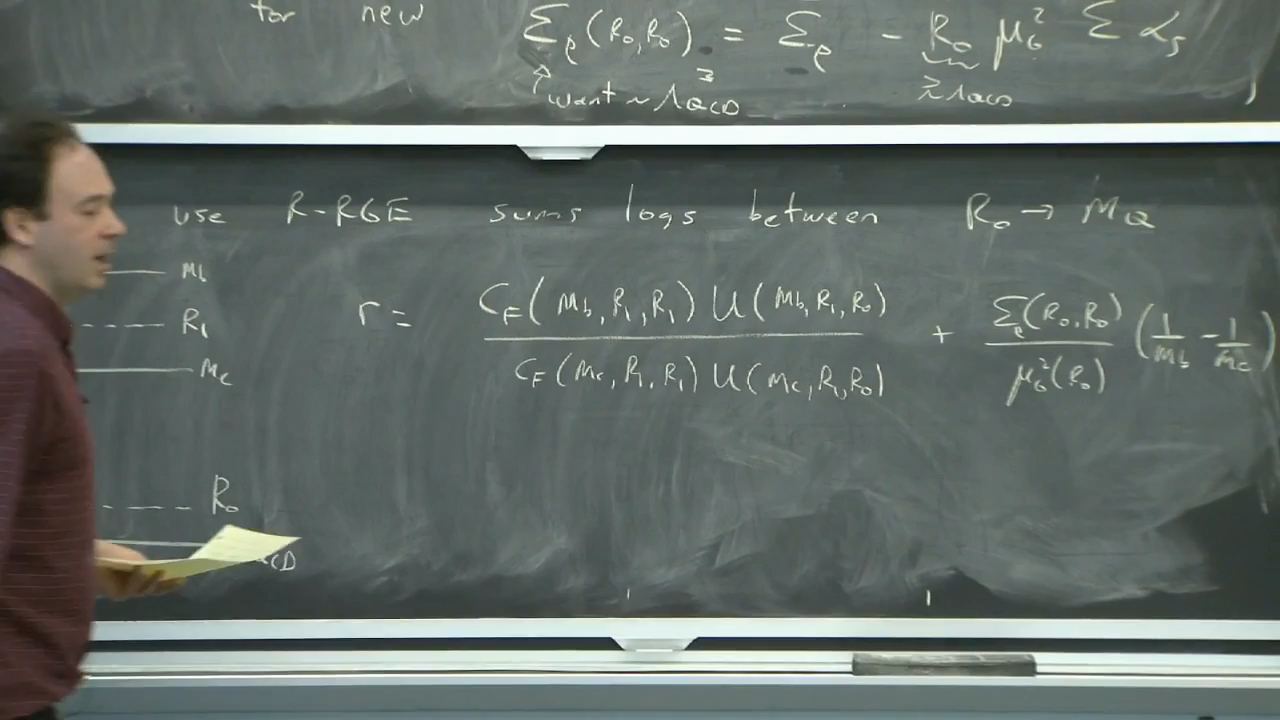 for new Σ_ρ(R₀,R₀) = Σ_ρ - R₀ μ_G² Σ α_s
↑ want ~ Λ_QCD³ ≳ Λ_QCD
use R-RGE sums logs between R₀ → m_Q
m_b
R₁
m_c
r = C_F(m_b, R₁, R₁) U(m_b, R₁, R₀) / C_F(m_c, R₁, R₁) U(m_c, R₁, R₀) + Σ_ρ(R₀, R₀) / μ_G²(R₀) (1/m_b - 1/m_c)
R₀